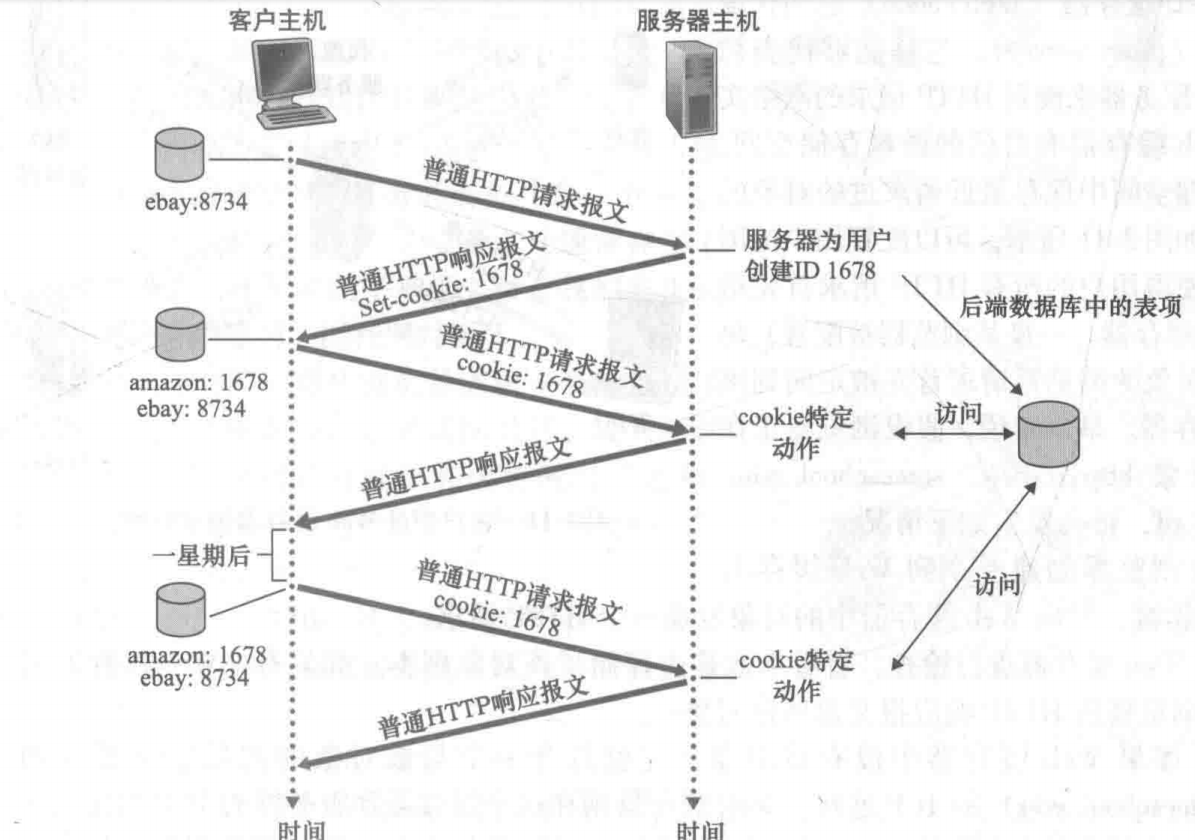 客户主机
服务器主机
ebay:8734
普通HTTP请求报文
服务器为用户
创建ID 1678
普通HTTP响应报文
Set-cookie: 1678
后端数据库中的表项
amazon: 1678
ebay: 8734
普通HTTP请求报文
cookie: 1678
cookie特定
动作
访问
普通HTTP响应报文
一星期后
普通HTTP请求报文
cookie: 1678
访问
amazon: 1678
ebay: 8734
cookie特定
动作
普通HTTP响应报文
时间
时间